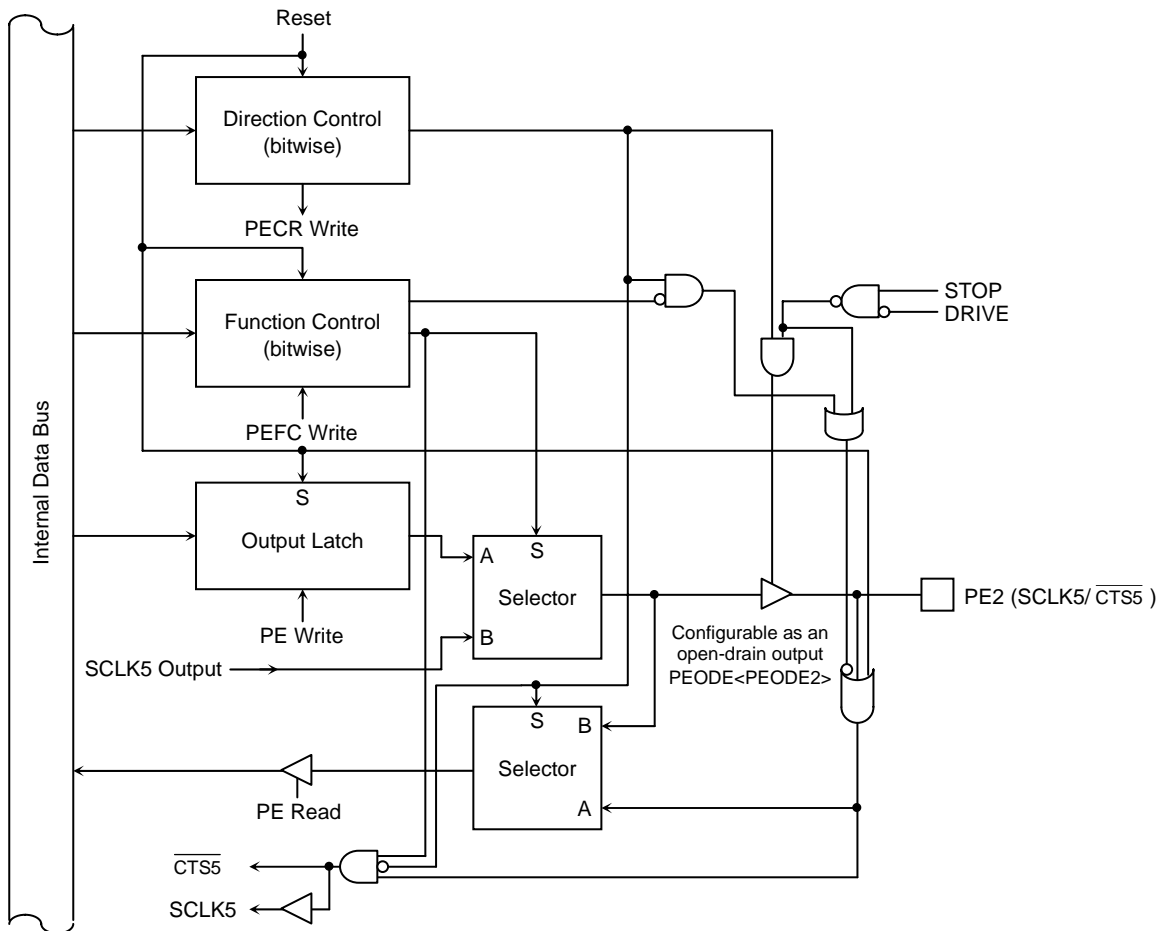 Reset
Direction Control
(bitwise)
PECR Write
Function Control
(bitwise)
STOP
DRIVE
PEFC Write
Internal Data Bus
S
Output Latch
A
S
Selector
B
PE Write
SCLK5 Output
PE2 (SCLK5/ CTS5 )
Configurable as an
open-drain output
PEODE<PEODE2>
S
B
Selector
A
PE Read
CTS5
SCLK5